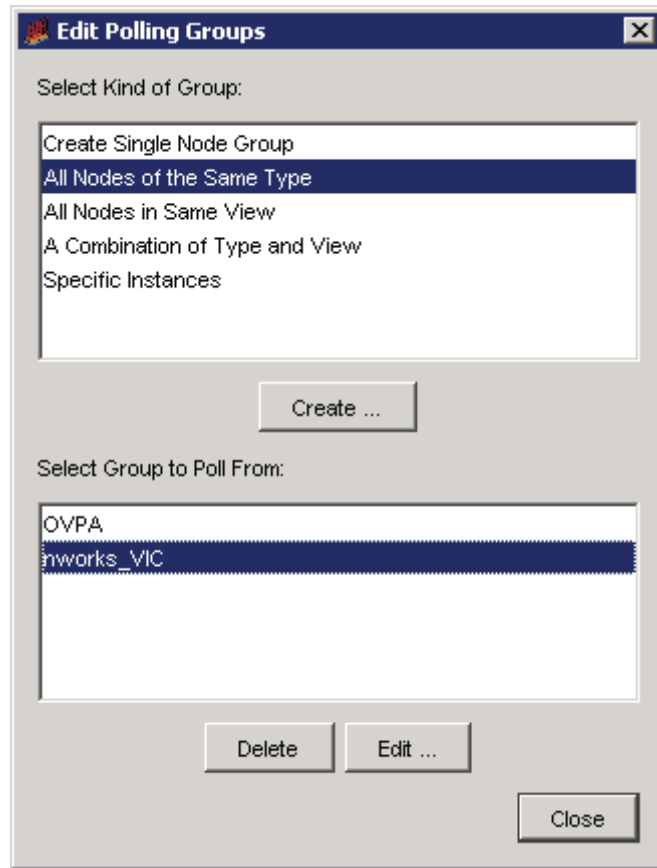 Edit Polling Groups
Select Kind of Group:
Create Single Node Group
All Nodes of the Same Type
All Nodes in Same View
A Combination of Type and View
Specific Instances
Create ...
Select Group to Poll From:
OVPA
nworks_VIC
Delete Edit ...
Close